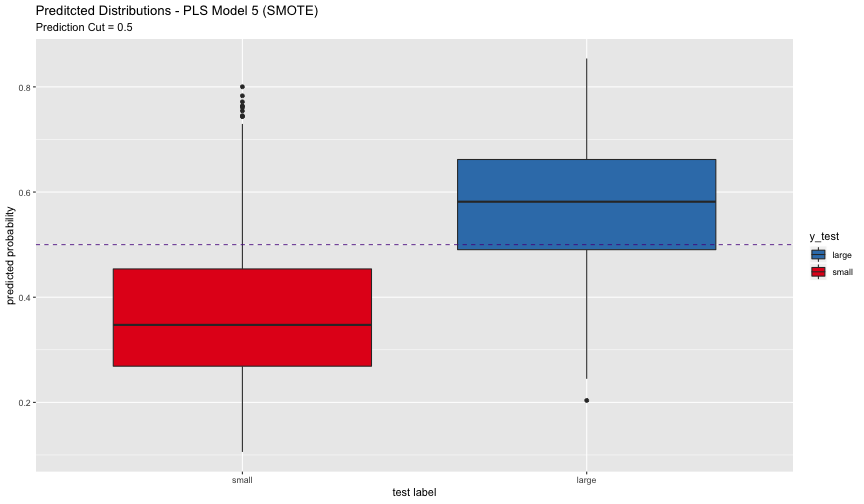 Preditcted Distributions - PLS Model 5 (SMOTE)
Prediction Cut = 0.5
predicted probability
0.8
0.6
0.4
0.2
small
large
test label
y_test
large
small